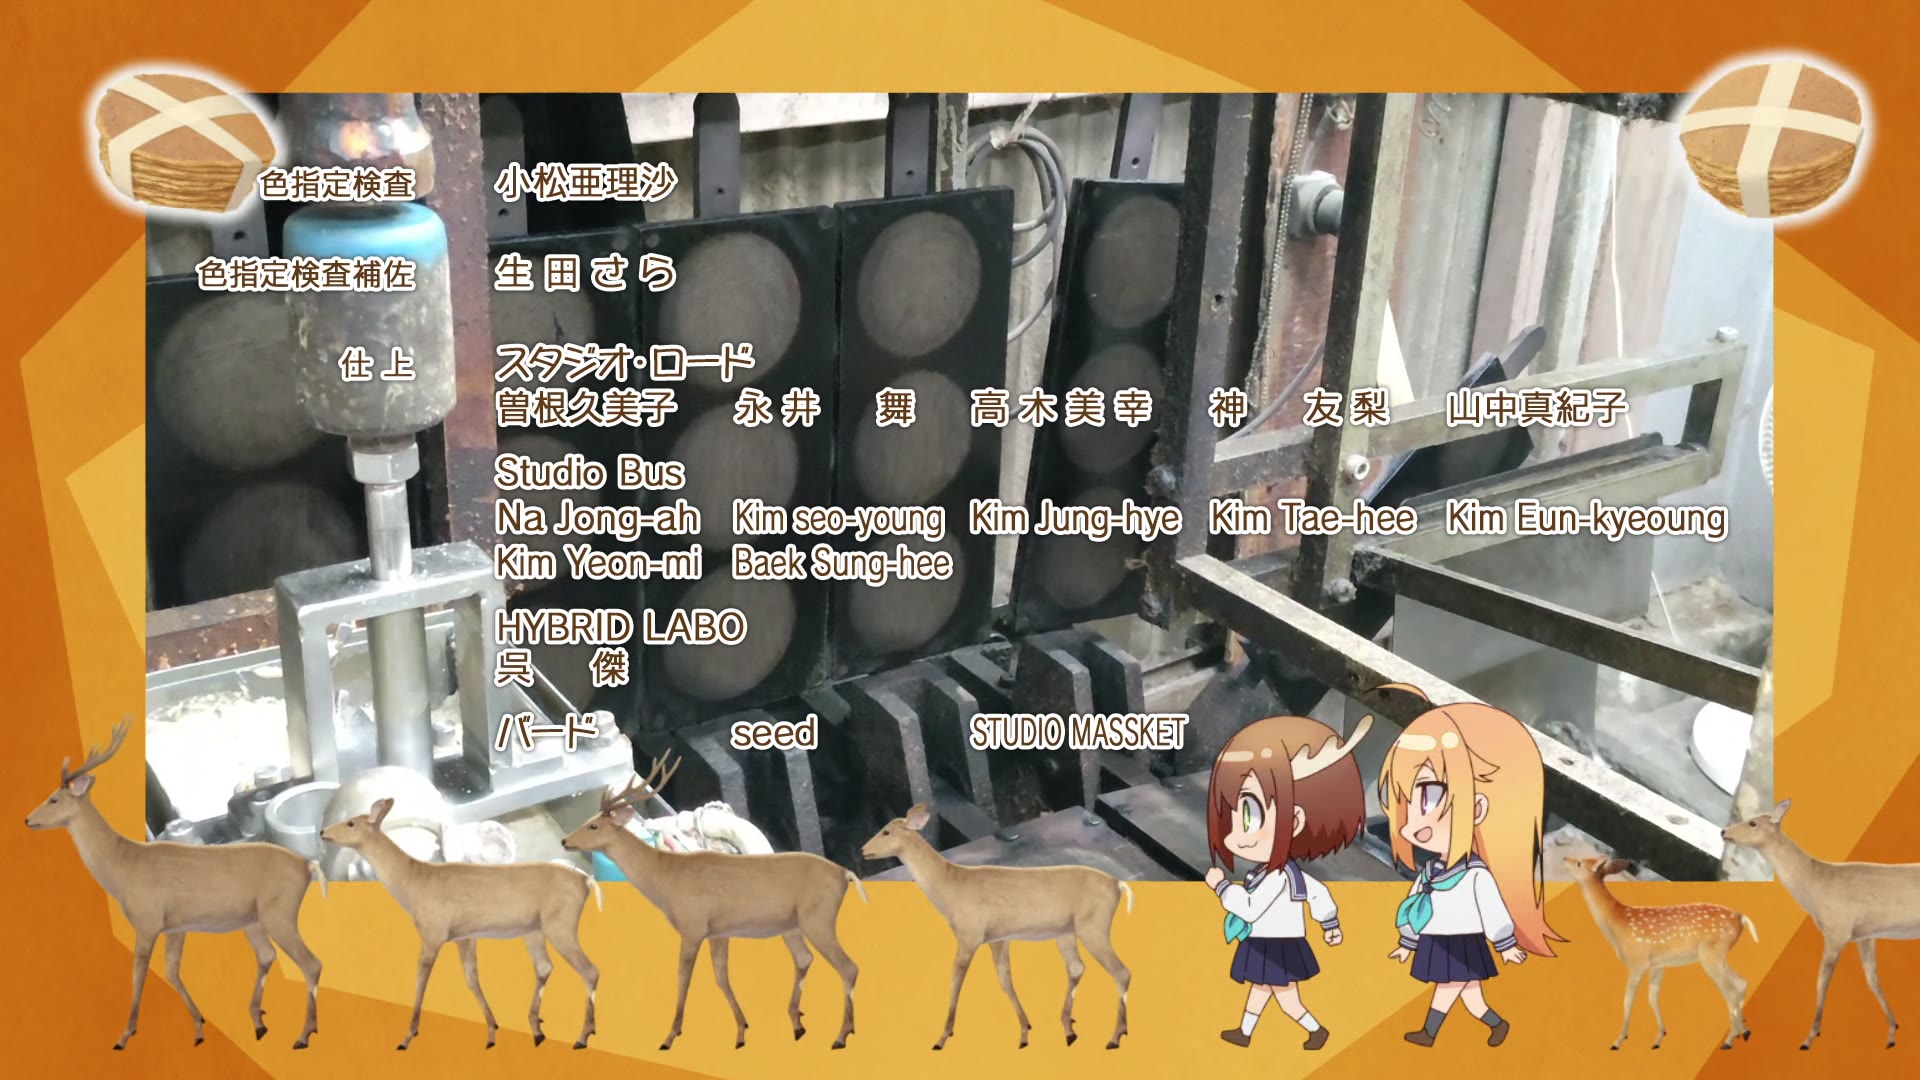 色指定検査 小松亜理沙
色指定検査補佐 生田さら
仕上 スタジオ・ロード
曽根久美子 永井 舞 高木美幸 神 友梨 山中真紀子
Studio Bus
Na Jong-ah Kim seo-young Kim Jung-hye Kim Tae-hee Kim Eun-kyeoung
Kim Yeon-mi Baek Sung-hee
HYBRID LABO
呉 傑
バード seed STUDIO MASSKET